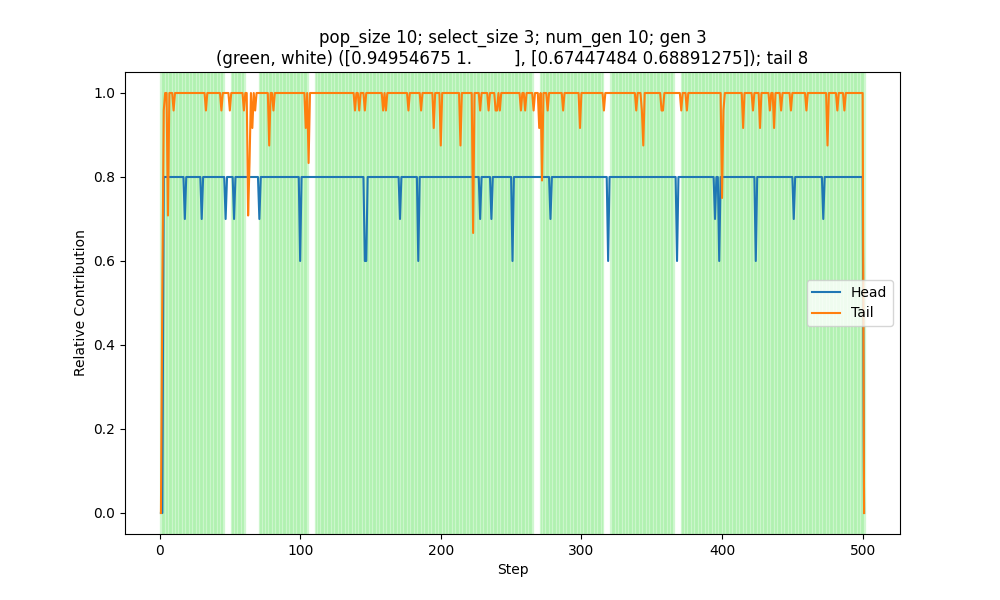 pop_size 10; select_size 3; num_gen 10; gen 3
(green, white) ([0.94954675 1.        ], [0.67447484 0.68891275]); tail 8
1.0
0.8
0.6
0.4
0.2
0.0
Relative Contribution
Head
Tail
0
100
200
300
400
500
Step